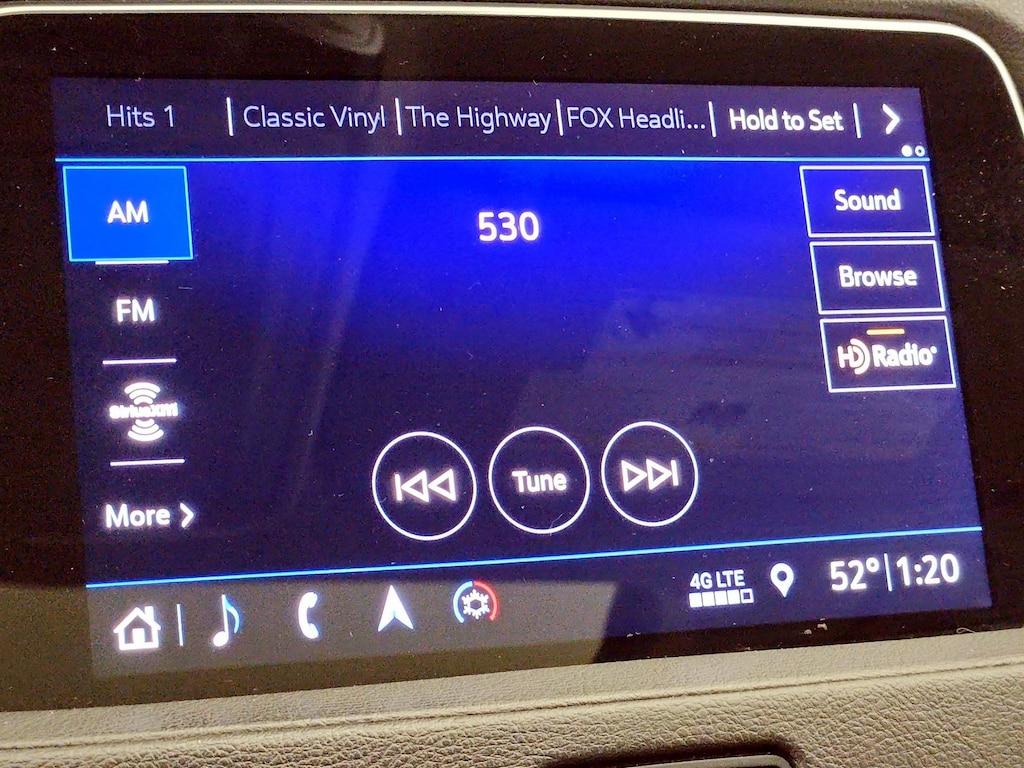 Hits 1 | Classic Vinyl | The Highway | FOX Headli... | Hold to Set |
AM
530
Sound
Browse
FM
HD Radio®
SiriusXM
Tune
More
4G LTE
52° | 1:20